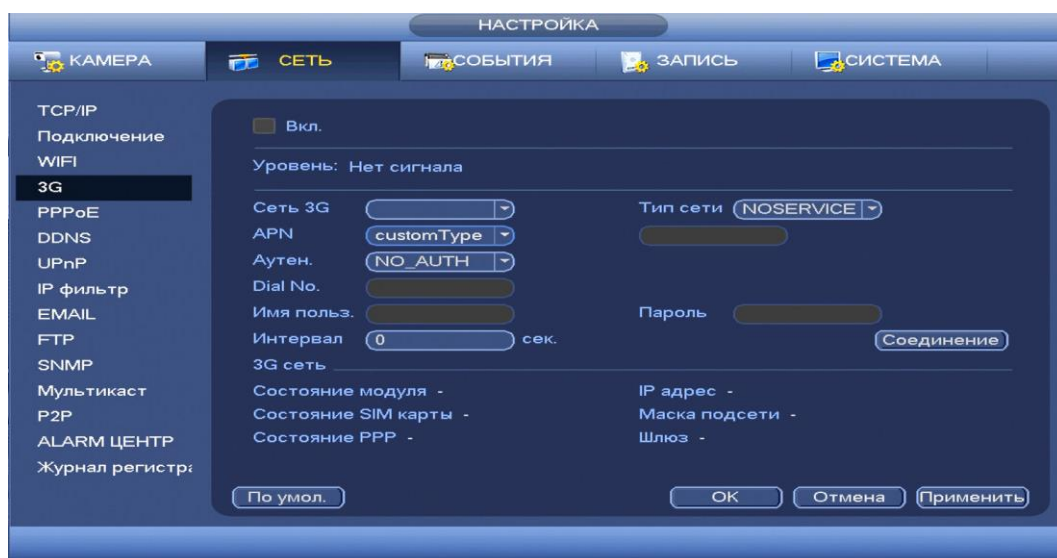 НАСТРОЙКА
КАМЕРА СЕТЬ СОБЫТИЯ ЗАПИСЬ СИСТЕМА
TCP/IP
Подключение
WIFI
3G
PPPoE
DDNS
UPnP
IP фильтр
EMAIL
FTP
SNMP
Мультикаст
P2P
ALARM ЦЕНТР
Журнал регистра
Вкл.
Уровень: Нет сигнала
Сеть 3G Тип сети NOSERVICE
APN customType
Аутен. NO_AUTH
Dial No.
Имя польз. Пароль
Интервал 0 сек. Соединение
3G сеть
Состояние модуля - IP адрес -
Состояние SIM карты - Маска подсети -
Состояние PPP - Шлюз -
По умол. OK Отмена Применить